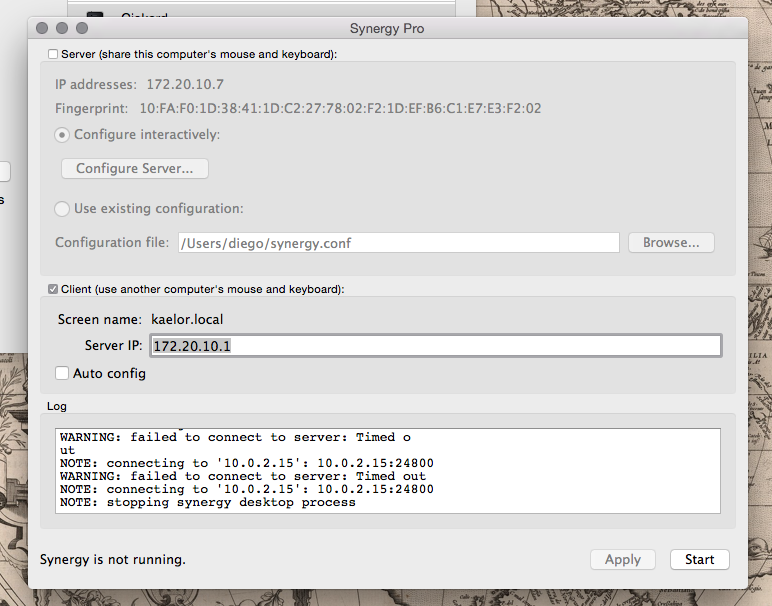 Synergy Pro
Server (share this computer's mouse and keyboard):
IP addresses: 172.20.10.7
Fingerprint: 10:FA:F0:1D:38:41:1D:C2:27:78:02:F2:1D:EF:B6:C1:E7:E3:F2:02
Configure interactively:
Configure Server...
Use existing configuration:
Configuration file: /Users/diego/synergy.conf Browse...
Client (use another computer's mouse and keyboard):
Screen name: kaelor.local
Server IP: 172.20.10.1
Auto config
Log
WARNING: failed to connect to server: Timed o
ut
NOTE: connecting to '10.0.2.15': 10.0.2.15:24800
WARNING: failed to connect to server: Timed out
NOTE: connecting to '10.0.2.15': 10.0.2.15:24800
NOTE: stopping synergy desktop process
Synergy is not running. Apply Start